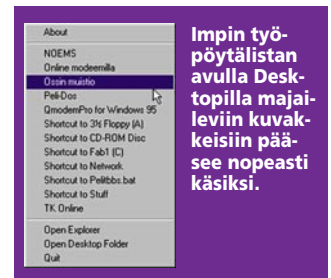 About
NOEMS
Online modeemilla
Ossin muistio
Peli-Dos
QmodemPro for Windows 95
Shortcut to 3½ Floppy (A)
Shortcut to CD-ROM Disc
Shortcut to Fab1 (C)
Shortcut to Network
Shortcut to Pelitbbs.bat
Shortcut to Stuff
TK Online
Open Explorer
Open Desktop Folder
Quit
Impin työ-
pöytälistan
avulla Desk-
topilla majai-
leviin kuvak-
keisiin pää-
see nopeasti
käsiksi.